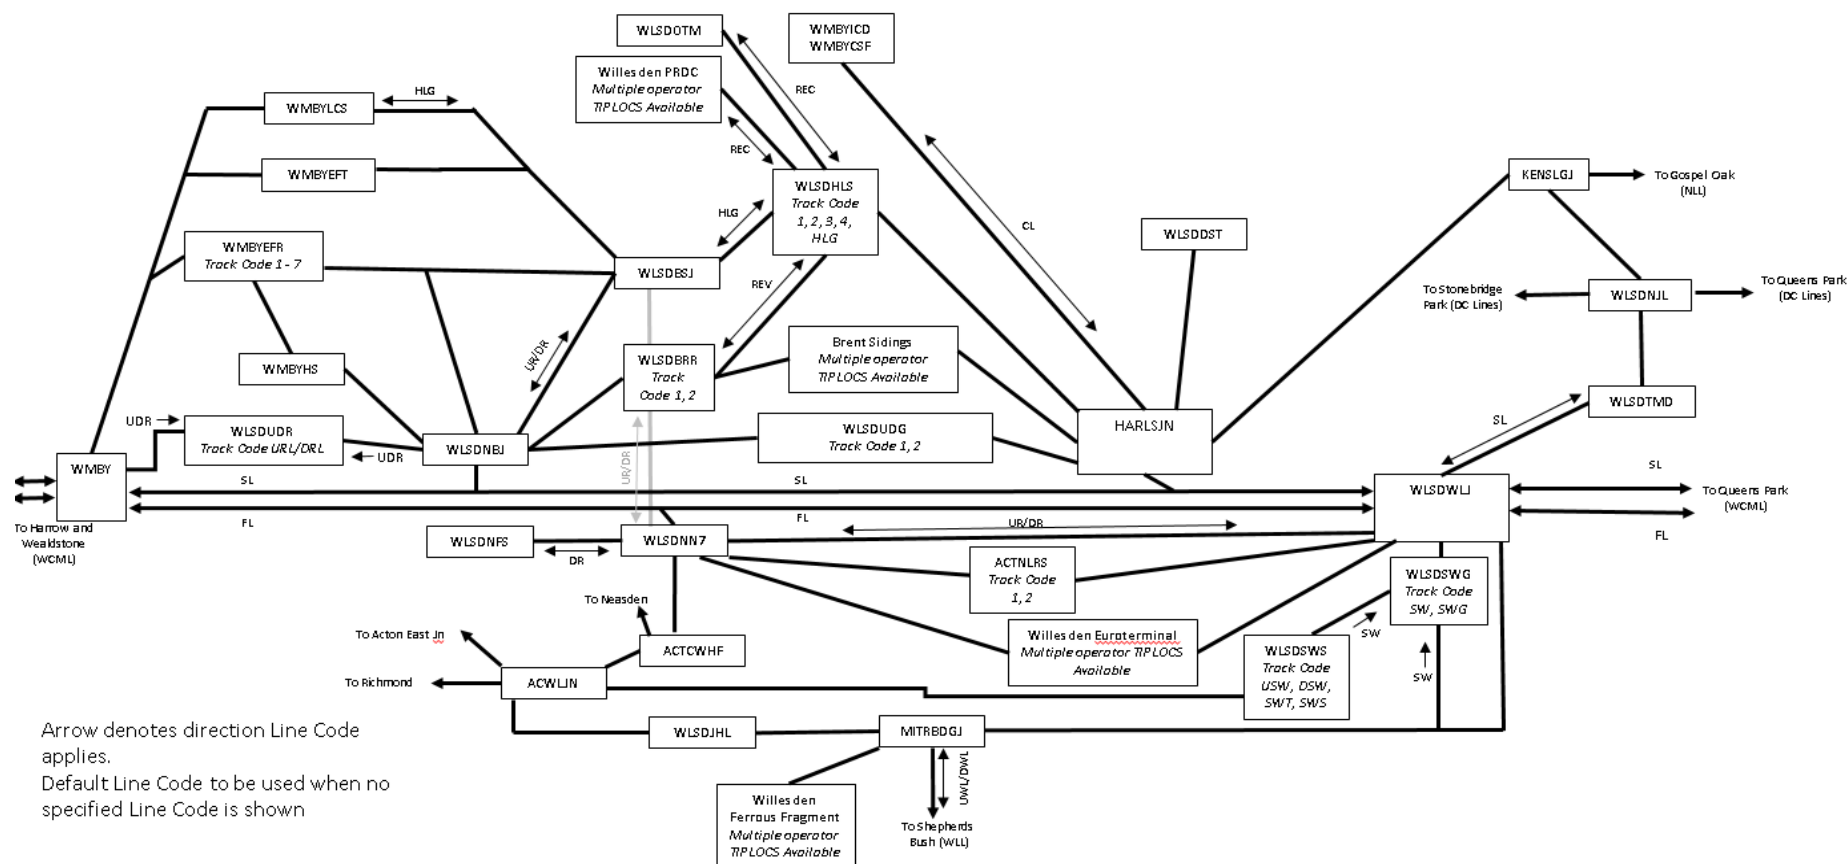 WLSDOTM
WMBYICD
WMBYCSF
Willesden PRDC
Multiple operator
TIPLOCS Available
REC
HLG
WMBYLCS
REC
WMBYEFT
WLSDHLS
Track Code
1, 2, 3, 4,
HLG
KENSLGJ
To Gospel Oak
(NLL)
HLG
CL
WLSDDST
WMBYEFR
Track Code 1 - 7
WLSDBSJ
REV
To Stonebridge
Park (DC Lines)
WLSDNJL
To Queens Park
(DC Lines)
UR/DR
WMBYHS
WLSDBRR
Track
Code 1, 2
Brent Sidings
Multiple operator
TIPLOCS Available
WLSDTMD
UDR
WLSDUDR
Track Code URL/DRL
UDR
WLSDNBJ
UR/DR
WLSDUDG
Track Code 1, 2
HARLSJN
SL
WMBY
SL
SL
WLSDWLJ
SL
To Queens Park
(WCML)
FL
FL
FL
To Harrow and
Wealdstone
(WCML)
WLSDNFS
DR
WLSDNN7
UR/DR
ACTNLRS
Track Code
1, 2
WLSDSWG
Track Code
SW, SWG
To Neasden
To Acton East Jn
ACTCWHF
Willesden Euroterminal
Multiple operator TIPLOCS
Available
SW
WLSDSWS
Track Code
USW, DSW,
SWT, SWS
SW
To Richmond
ACWLJN
WLSDJHL
MITRBDGJ
UWL/DWL
Willesden
Ferrous Fragment
Multiple operator
TIPLOCS Available
To Shepherds
Bush (WLL)
Arrow denotes direction Line Code
applies.
Default Line Code to be used when no
specified Line Code is shown